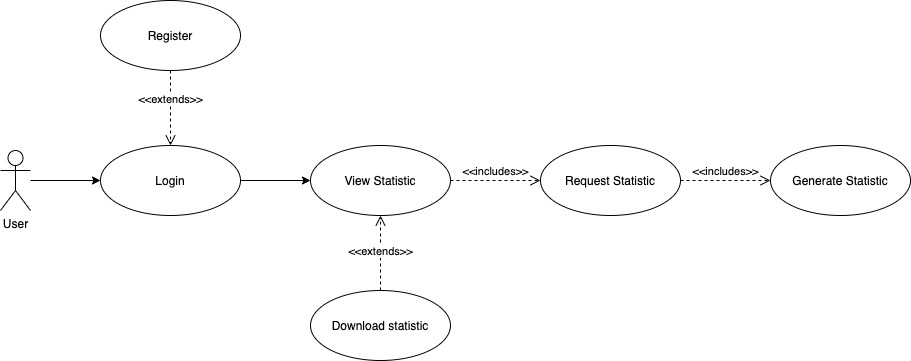 Register
<<extends>>
User
Login
View Statistic
<<includes>>
Request Statistic
<<includes>>
Generate Statistic
<<extends>>
Download statistic